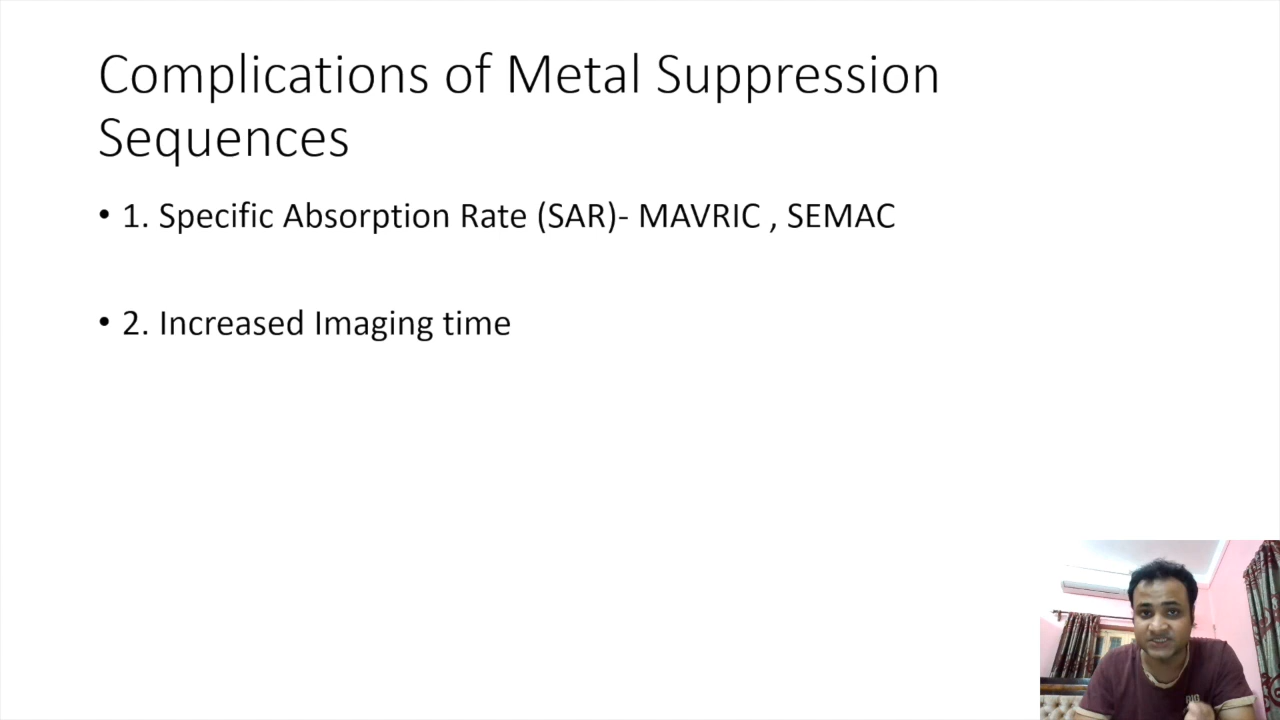 Complications of Metal Suppression
Sequences
• 1. Specific Absorption Rate (SAR)- MAVRIC , SEMAC
• 2. Increased Imaging time